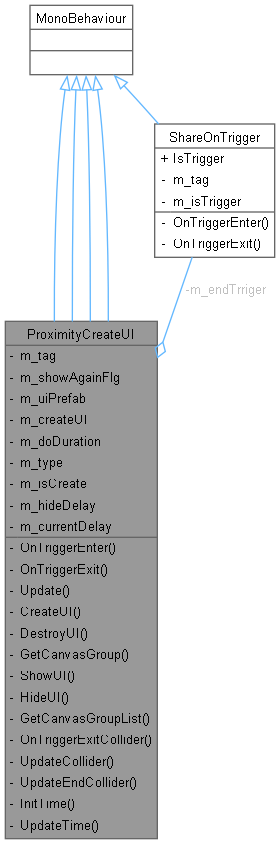 MonoBehaviour
ShareOnTrigger
+ IsTrigger
- m_tag
- m_isTrigger
- OnTriggerEnter()
- OnTriggerExit()
-m_endTrriger
ProximityCreateUI
- m_tag
- m_showAgainFlg
- m_uiPrefab
- m_createUI
- m_doDuration
- m_type
- m_isCreate
- m_hideDelay
- m_currentDelay
- OnTriggerEnter()
- OnTriggerExit()
- Update()
- CreateUI()
- DestroyUI()
- GetCanvasGroup()
- ShowUI()
- HideUI()
- GetCanvasGroupList()
- OnTriggerExitCollider()
- UpdateCollider()
- UpdateEndCollider()
- InitTime()
- UpdateTime()